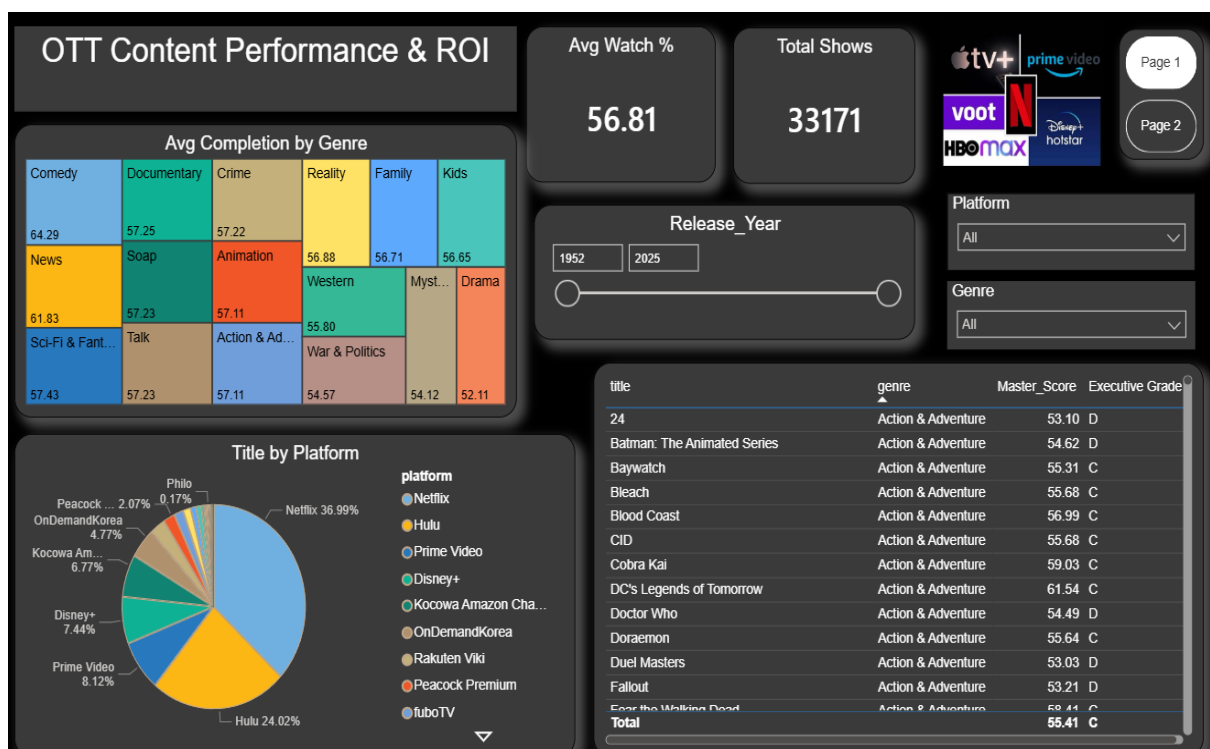 OTT Content Performance & ROI
Avg Watch %
56.81
Total Shows
33171
tv+
prime video
voot
N
HBOmax
Disney+
hotstar
Page 1
Page 2
Avg Completion by Genre
Comedy
64.29
News
61.83
Sci-Fi & Fant...
57.43
Documentary
57.25
Soap
57.23
Talk
57.23
Crime
57.22
Animation
57.11
Action & Ad...
57.11
Reality
56.88
Family
56.71
Kids
56.65
Western
55.80
War & Politics
54.57
Myst...
54.12
Drama
52.11
Release_Year
1952
2025
Platform
All
Genre
All
Title by Platform
Philo
0.17%
Peacock ... 2.07%
OnDemandKorea
4.77%
Kocowa Am...
6.77%
Disney+
7.44%
Prime Video
8.12%
Hulu 24.02%
Netflix 36.99%
platform
Netflix
Hulu
Prime Video
Disney+
Kocowa Amazon Cha...
OnDemandKorea
Rakuten Viki
Peacock Premium
fuboTV
title genre Master_Score Executive Grade
24 Action & Adventure 53.10 D
Batman: The Animated Series Action & Adventure 54.62 D
Baywatch Action & Adventure 55.31 C
Bleach Action & Adventure 55.68 C
Blood Coast Action & Adventure 56.99 C
CID Action & Adventure 55.68 C
Cobra Kai Action & Adventure 59.03 C
DC's Legends of Tomorrow Action & Adventure 61.54 C
Doctor Who Action & Adventure 54.49 D
Doraemon Action & Adventure 55.64 C
Duel Masters Action & Adventure 53.03 D
Fallout Action & Adventure 53.21 D
Fear the Walking Dead Action & Adventure 58.41 C
Total 55.41 C